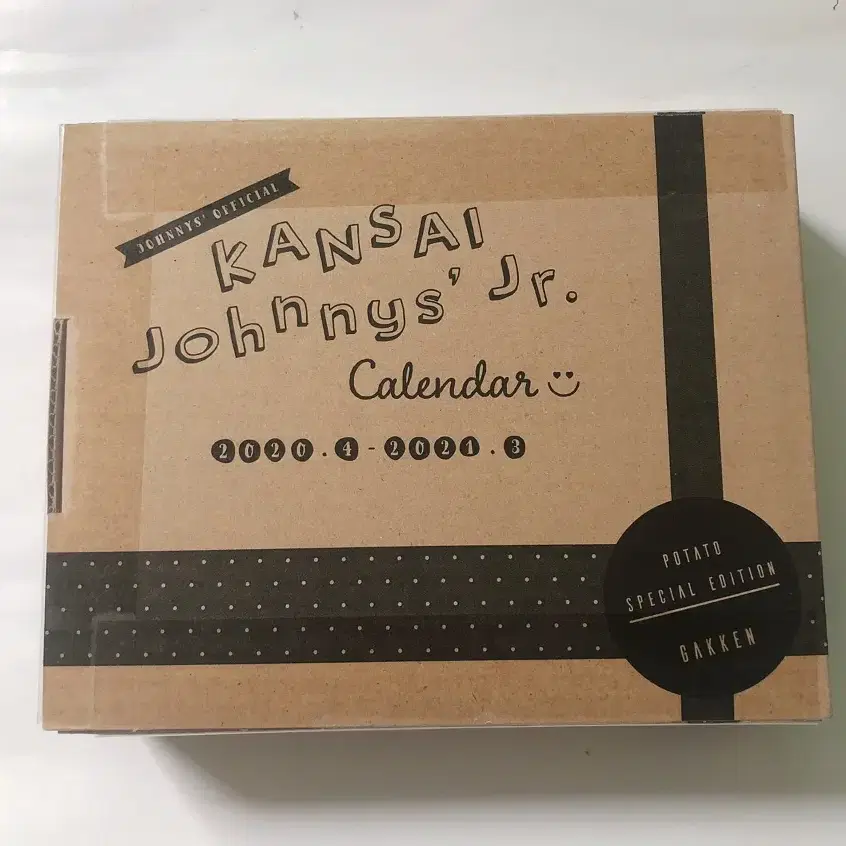 JOHNNYS' OFFICIAL
KANSAI
Johnnys' Jr.
Calendar
2020.4-2021.3
POTATO
SPECIAL EDITION
GAKKEN